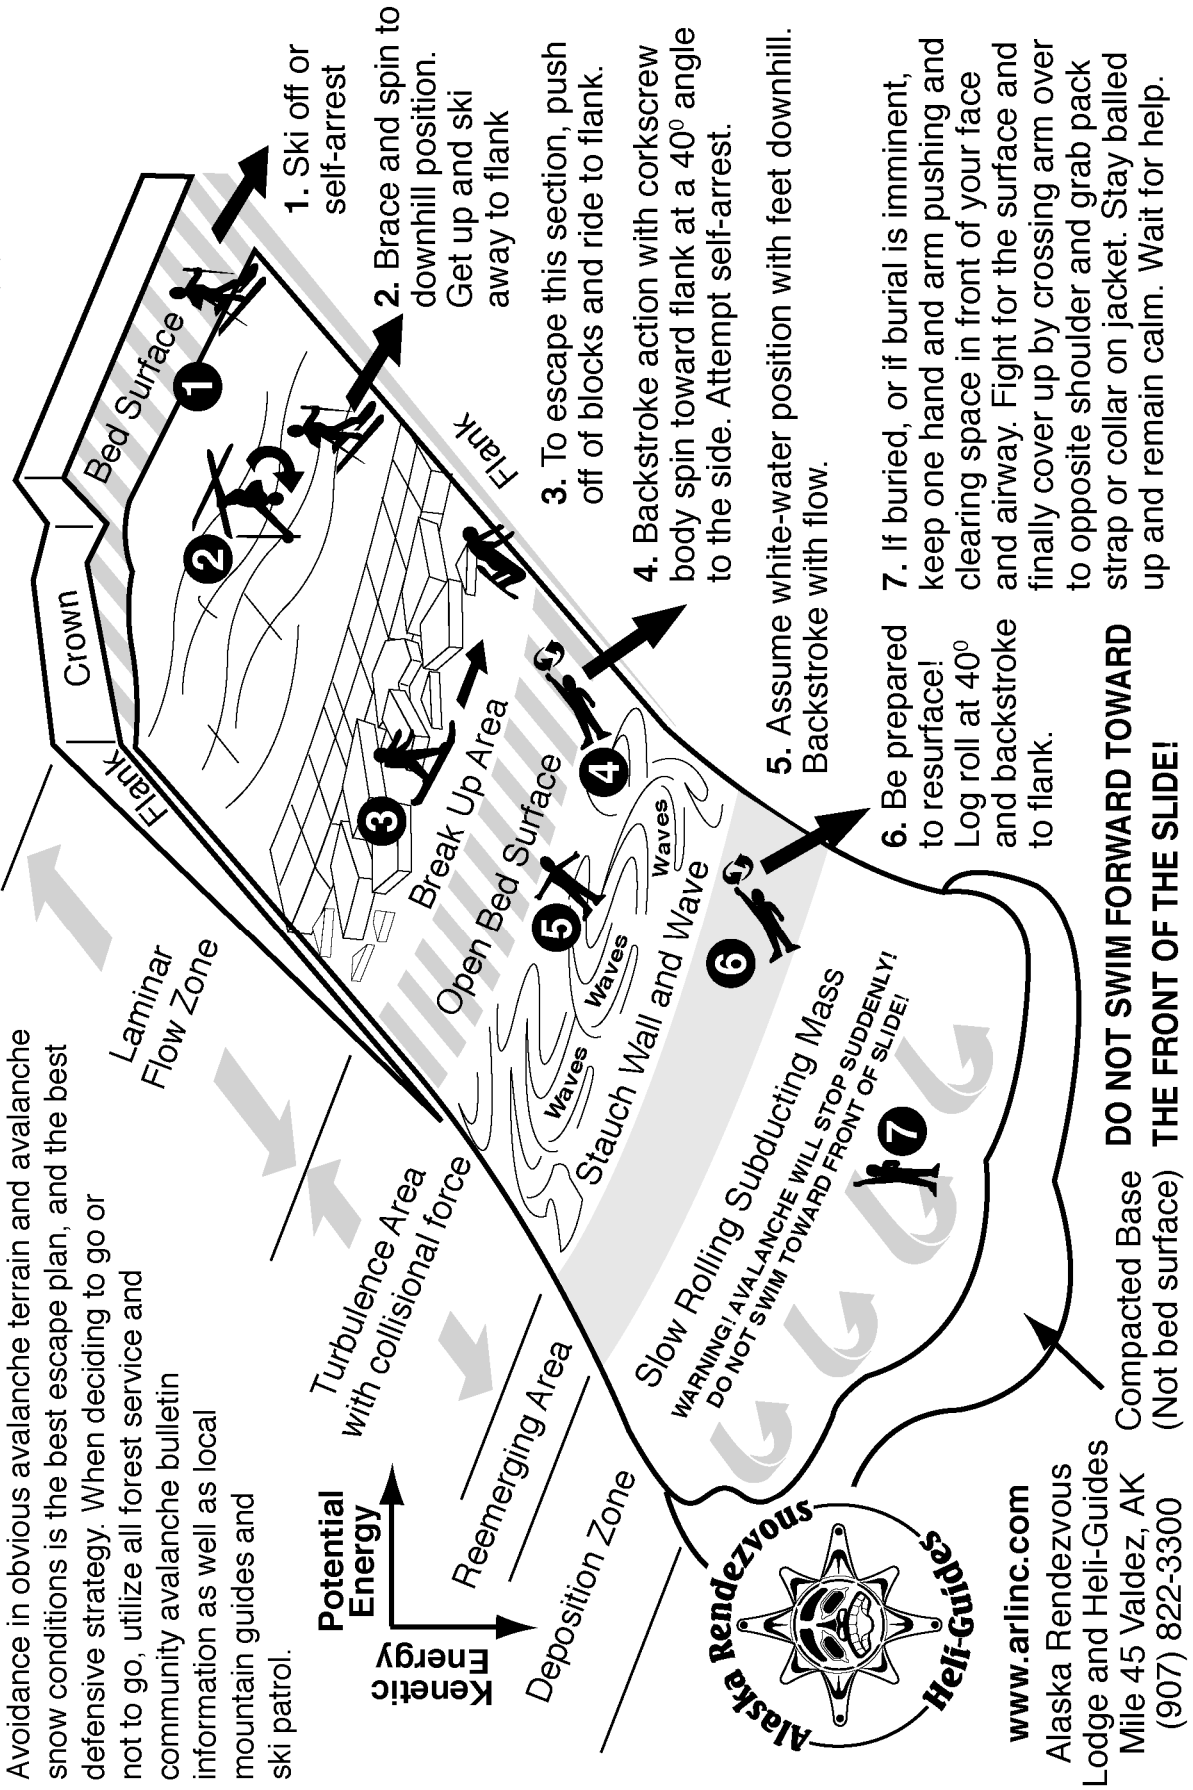 Avoidance in obvious avalanche terrain and avalanche
snow conditions is the best escape plan, and the best
defensive strategy. When deciding to go or
not to go, utilize all forest service and
community avalanche bulletin
information as well as local
mountain guides and
ski patrol.
Laminar
Flow Zone
Turbulence Area
with collisional force
Reemerging Area
Deposition Zone
Potential
Energy
Kenetic
Energy
Flank
Crown
Bed Surface
1
2
3
Break Up Area
Flank
Open Bed Surface
4
5
Waves
Waves
Waves
Stauch Wall and Wave
6
Slow Rolling Subducting Mass
WARNING! AVALANCHE WILL STOP SUDDENLY!
DO NOT SWIM TOWARD FRONT OF SLIDE!
7
1. Ski off or
self-arrest
2. Brace and spin to
downhill position.
Get up and ski
away to flank
3. To escape this section, push
off of blocks and ride to flank.
4. Backstroke action with corkscrew
body spin toward flank at a 40⁰ angle
to the side. Attempt self-arrest.
5. Assume white-water position with feet downhill.
Backstroke with flow.
6. Be prepared
to resurface!
Log roll at 40⁰
and backstroke
to flank.
7. If buried, or if burial is imminent,
keep one hand and arm pushing and
clearing space in front of your face
and airway. Fight for the surface and
finally cover up by crossing arm over
to opposite shoulder and grab pack
strap or collar on jacket. Stay balled
up and remain calm. Wait for help.
DO NOT SWIM FORWARD TOWARD
THE FRONT OF THE SLIDE!
Compacted Base
(Not bed surface)
Alaska Rendezvous
Heli-Guides
www.arlinc.com
Alaska Rendezvous
Lodge and Heli-Guides
Mile 45 Valdez, AK
(907) 822-3300